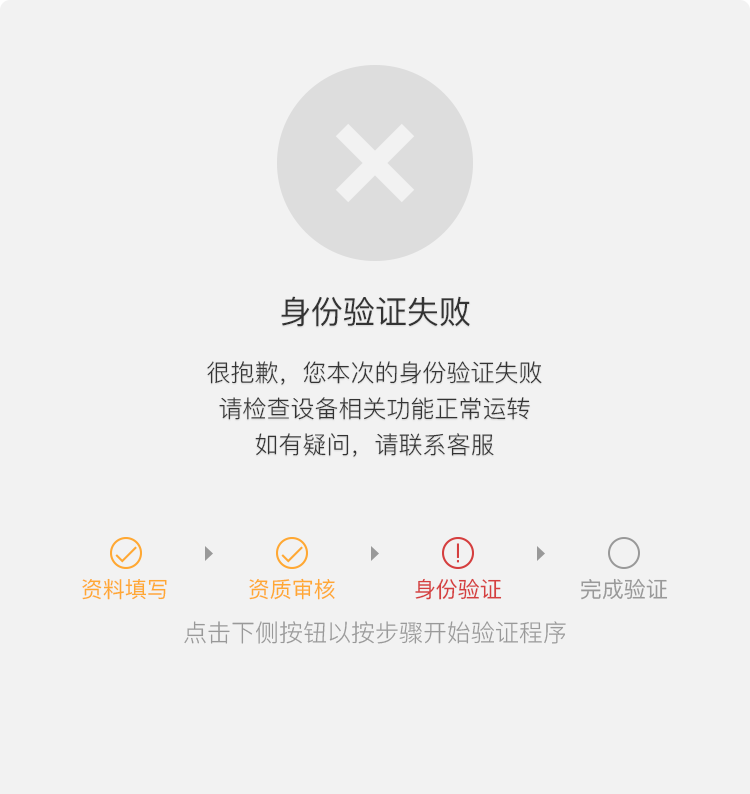 身份验证失败
很抱歉，您本次的身份验证失败
请检查设备相关功能正常运转
如有疑问，请联系客服
资料填写 资质审核 身份验证 完成验证
点击下侧按钮以按步骤开始验证程序